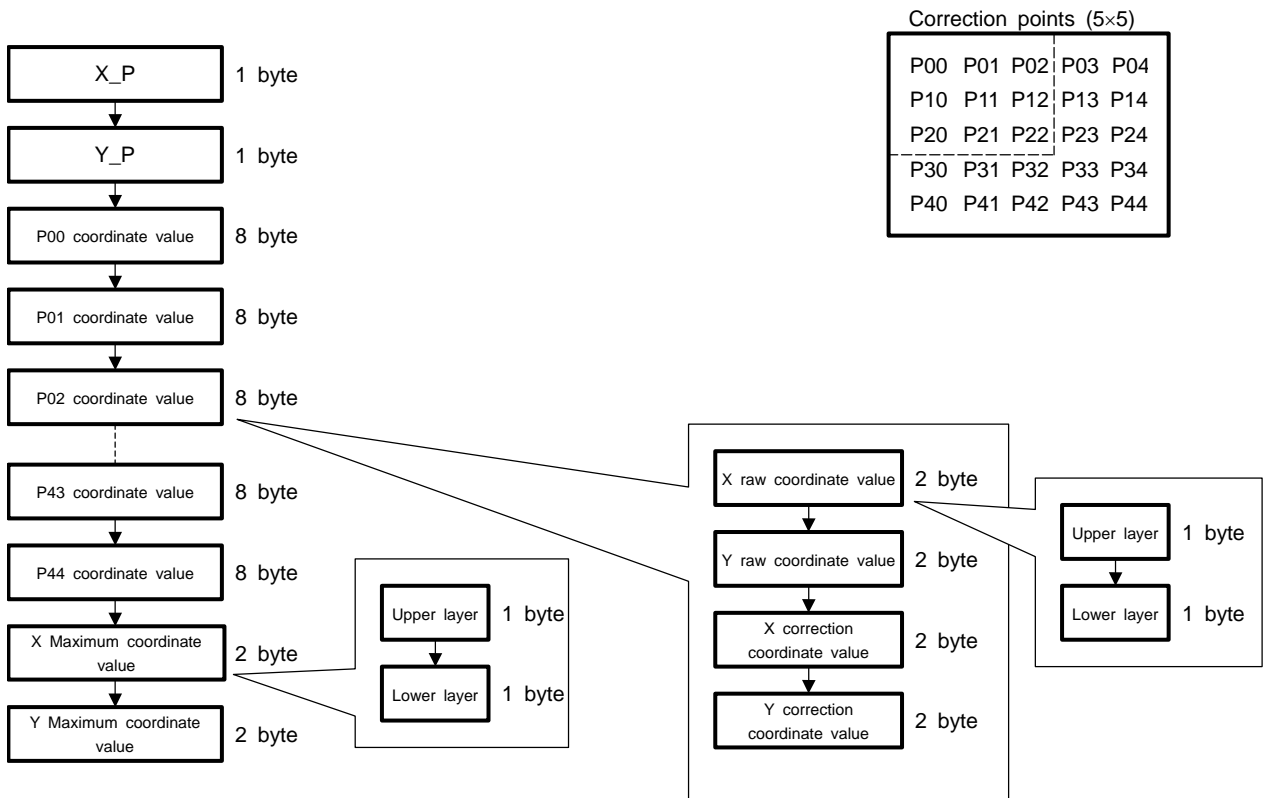 Correction points (5×5)
P00 P01 P02 P03 P04
P10 P11 P12 P13 P14
P20 P21 P22 P23 P24
P30 P31 P32 P33 P34
P40 P41 P42 P43 P44
X_P
1 byte
Y_P
1 byte
P00 coordinate value
8 byte
P01 coordinate value
8 byte
P02 coordinate value
8 byte
P43 coordinate value
8 byte
P44 coordinate value
8 byte
X Maximum coordinate
value
2 byte
Y Maximum coordinate
value
2 byte
Upper layer
1 byte
Lower layer
1 byte
X raw coordinate value
2 byte
Y raw coordinate value
2 byte
X correction
coordinate value
2 byte
Y correction
coordinate value
2 byte
Upper layer
1 byte
Lower layer
1 byte